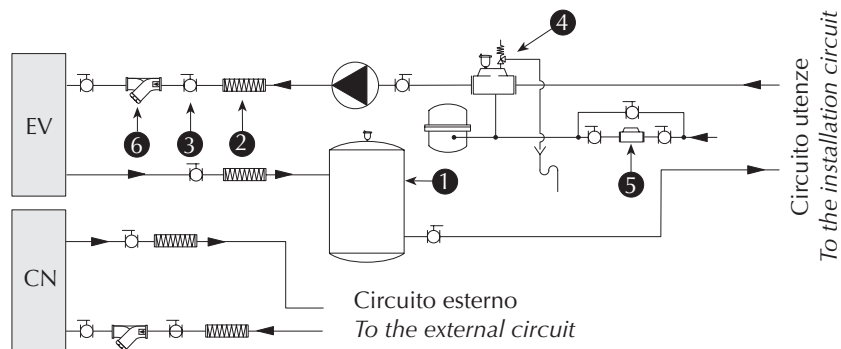 4
EV
6
3
2
1
5
Circuito utenze
To the installation circuit
CN
Circuito esterno
To the external circuit